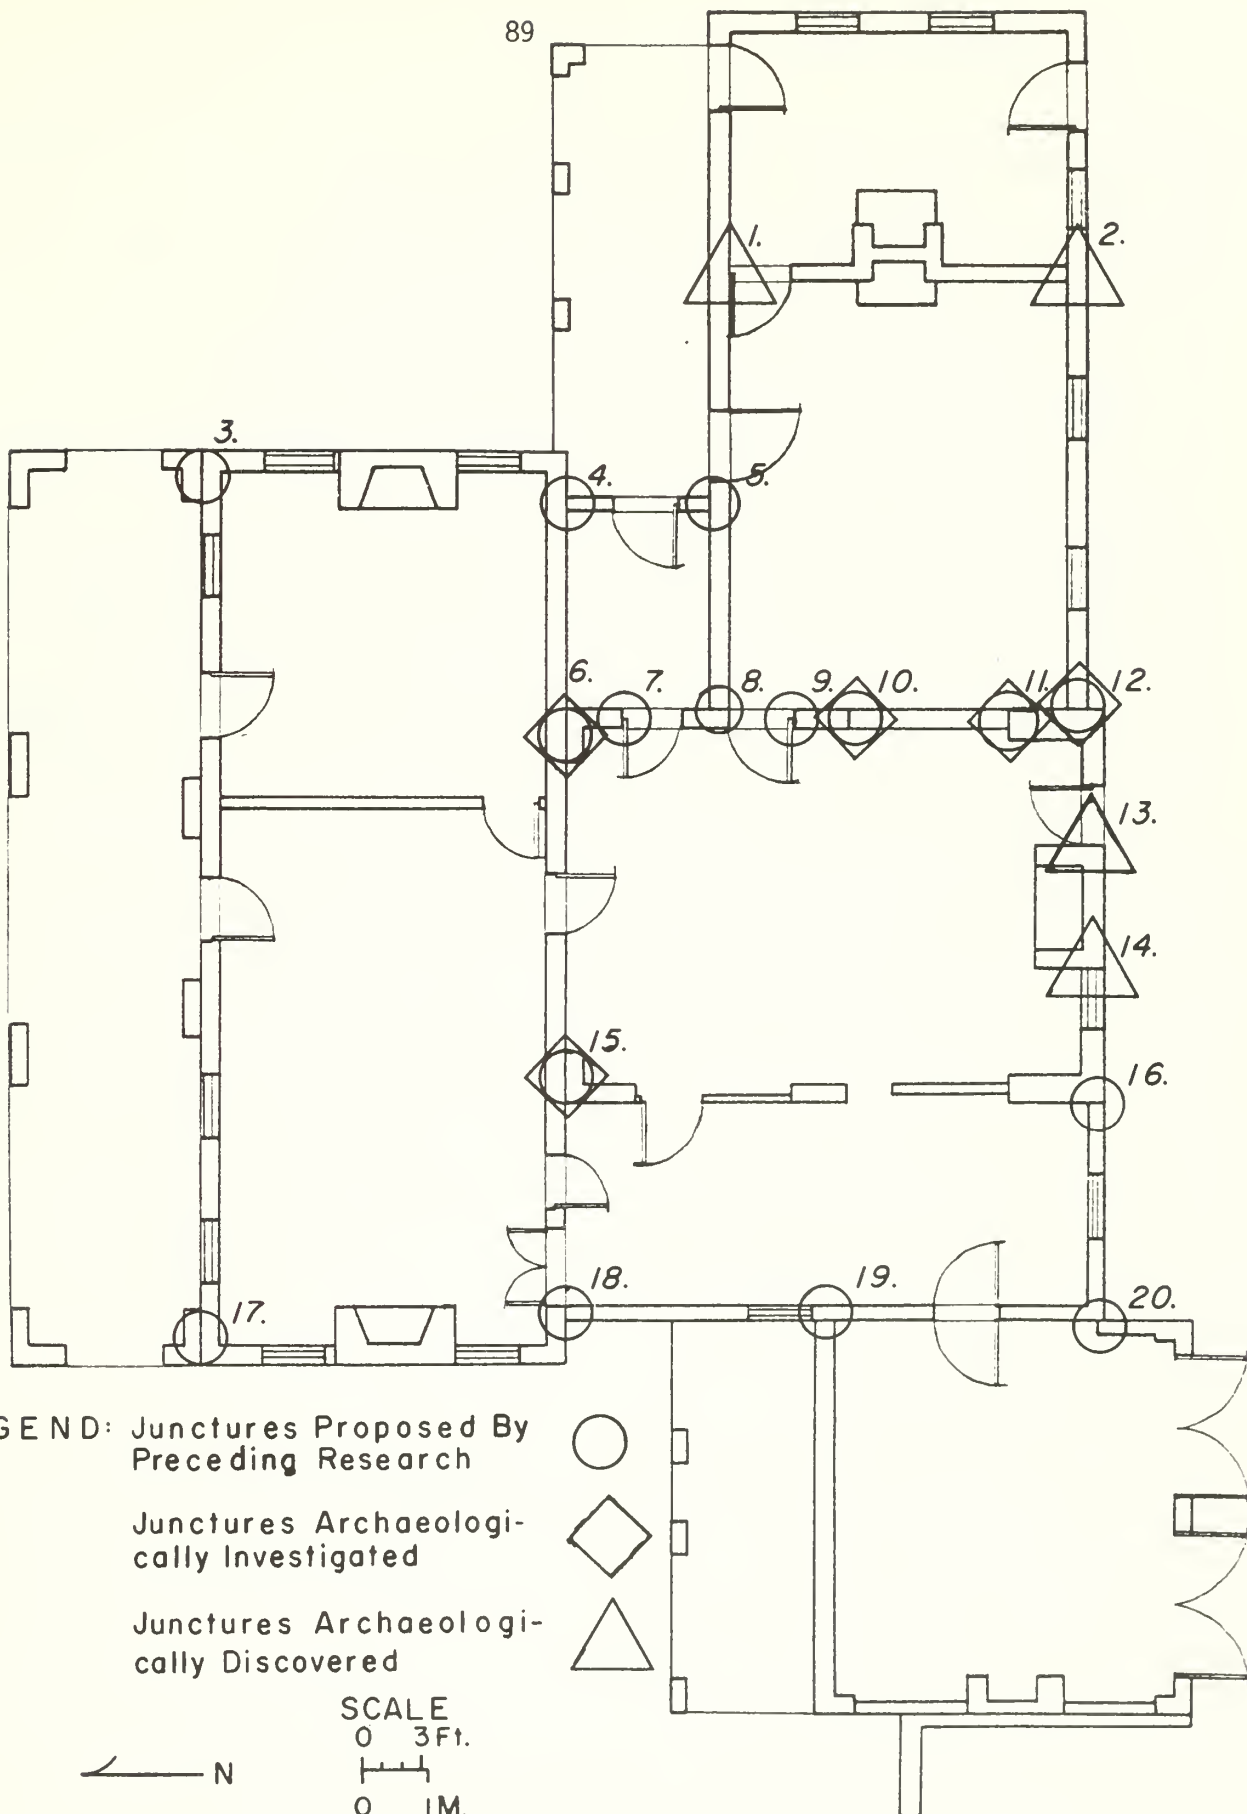 89
1.
2.
3.
4.
5.
6.
7.
8.
9.
10.
11.
12.
13.
14.
15.
16.
17.
18.
19.
20.
GEND: Junctures Proposed By
Preceding Research
Junctures Archaeologi-
cally Investigated
Junctures Archaeologi-
cally Discovered
SCALE
0 3Ft.
N
0 1M.